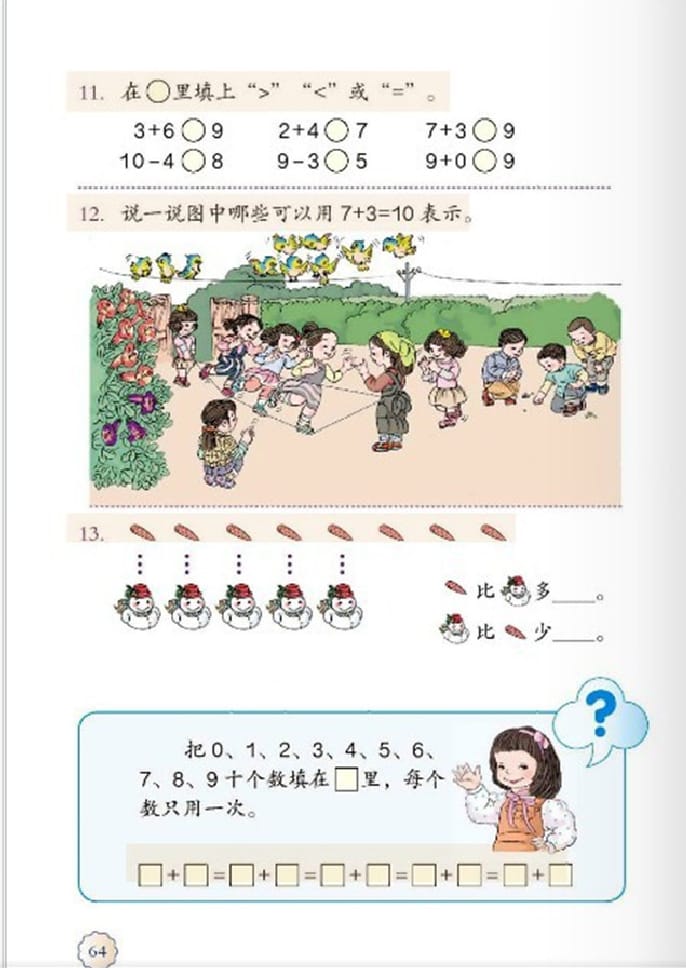 11. 在○里填上“>”“<”或“=”。
3+6○9 2+4○7 7+3○9
10-4○8 9-3○5 9+0○9
12. 说一说图中哪些可以用 7+3=10 表示。
13.
比 多____。
比 少____。
?
把 0、1、2、3、4、5、6、
7、8、9 十个数填在□里，每个
数只用一次。
□+□=□+□=□+□=□+□=□+□
64